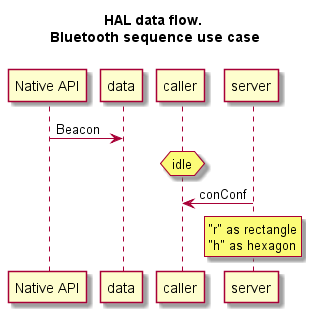 HAL data flow.
Bluetooth sequence use case
Native API data caller server
Beacon
idle
conConf
"r" as rectangle
"h" as hexagon
Native API data caller server